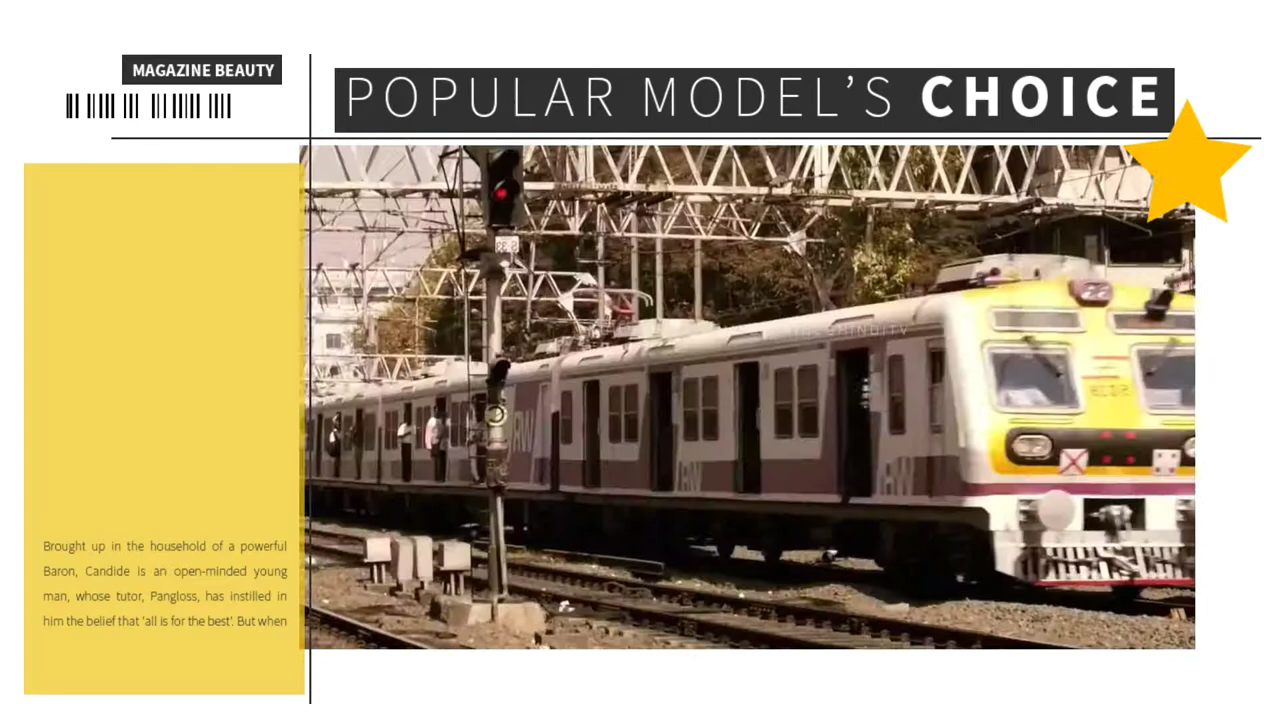 MAGAZINE BEAUTY
POPULAR MODEL’S CHOICE
Brought up in the household of a powerful
Baron, Candide is an open-minded young
man, whose tutor, Pangloss, has instilled in
him the belief that ‘all is for the best’. But when